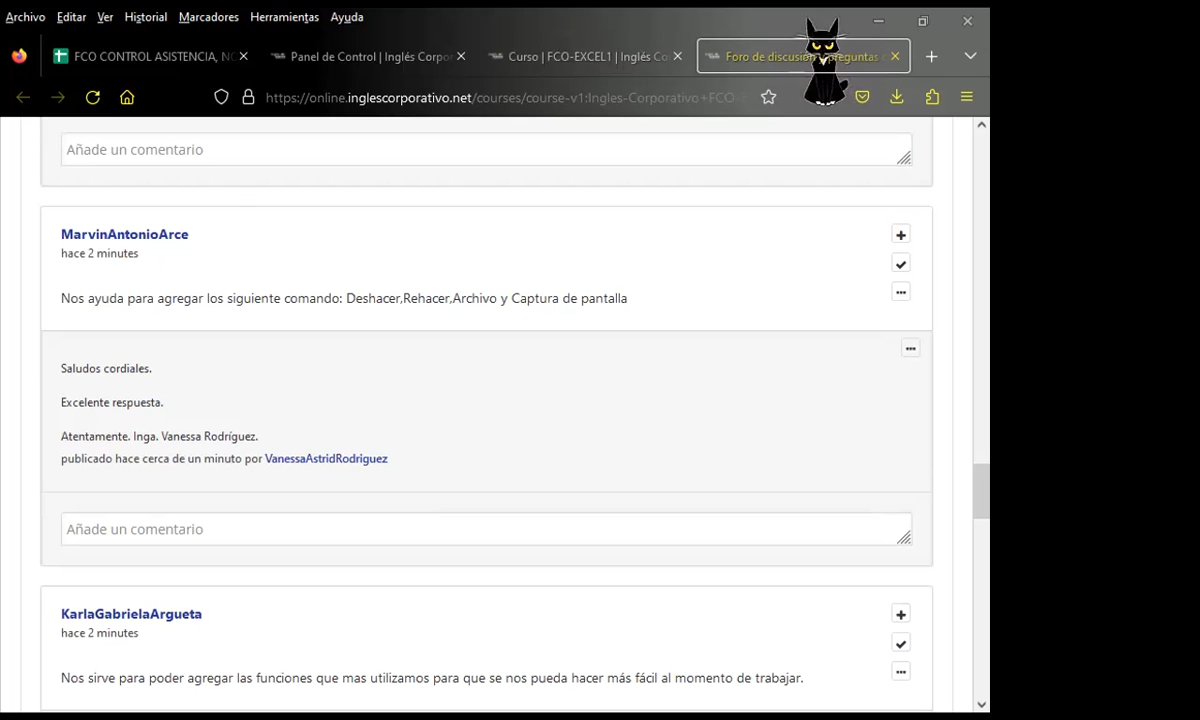 Archivo Editar Ver Historial Marcadores Herramientas Ayuda
FCO CONTROL ASISTENCIA, NO
Panel de Control | Inglés Corpo
Curso | FCO-EXCEL1 | Inglés Co
Foro de discusión y preguntas
https://online.inglescorporativo.net/courses/course-v1:Ingles-Corporativo+FCO-
Añade un comentario
MarvinAntonioArce
hace 2 minutes
Nos ayuda para agregar los siguiente comando: Deshacer,Rehacer,Archivo y Captura de pantalla
Saludos cordiales.
Excelente respuesta.
Atentamente. Inga. Vanessa Rodríguez.
publicado hace cerca de un minuto por VanessaAstridRodriguez
Añade un comentario
KarlaGabrielaArgueta
hace 2 minutes
Nos sirve para poder agregar las funciones que mas utilizamos para que se nos pueda hacer más fácil al momento de trabajar.